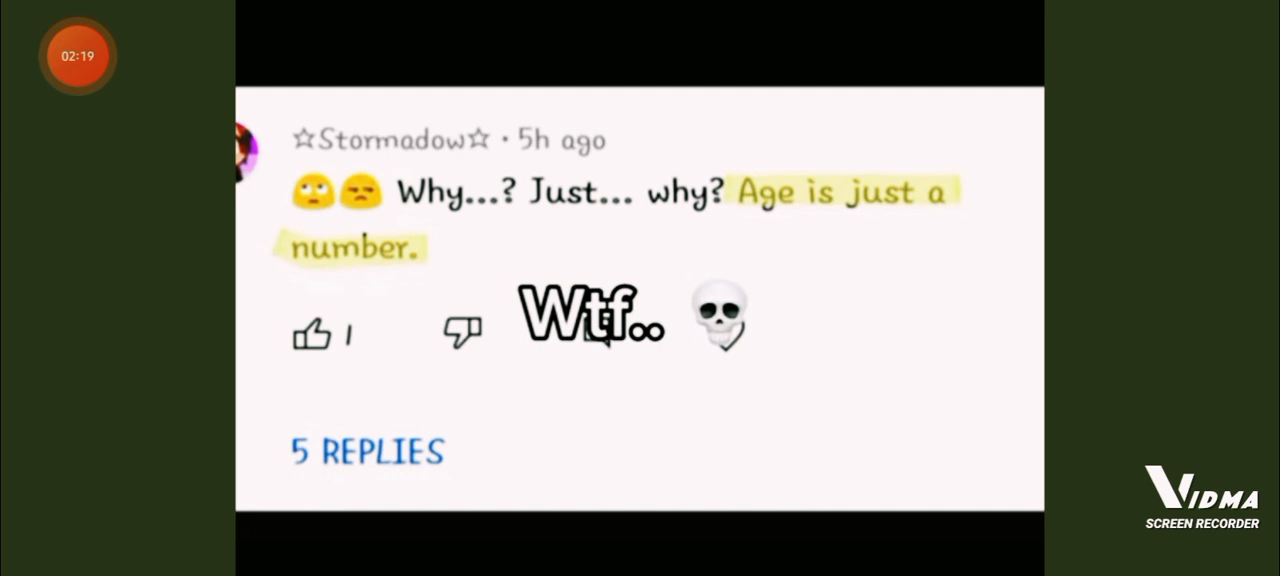 02:19
☆Stormadow☆ · 5h ago
🙄😒 Why...? Just... why? Age is just a
number.
Wtf.. 💀
1
5 REPLIES
VIDMA
SCREEN RECORDER